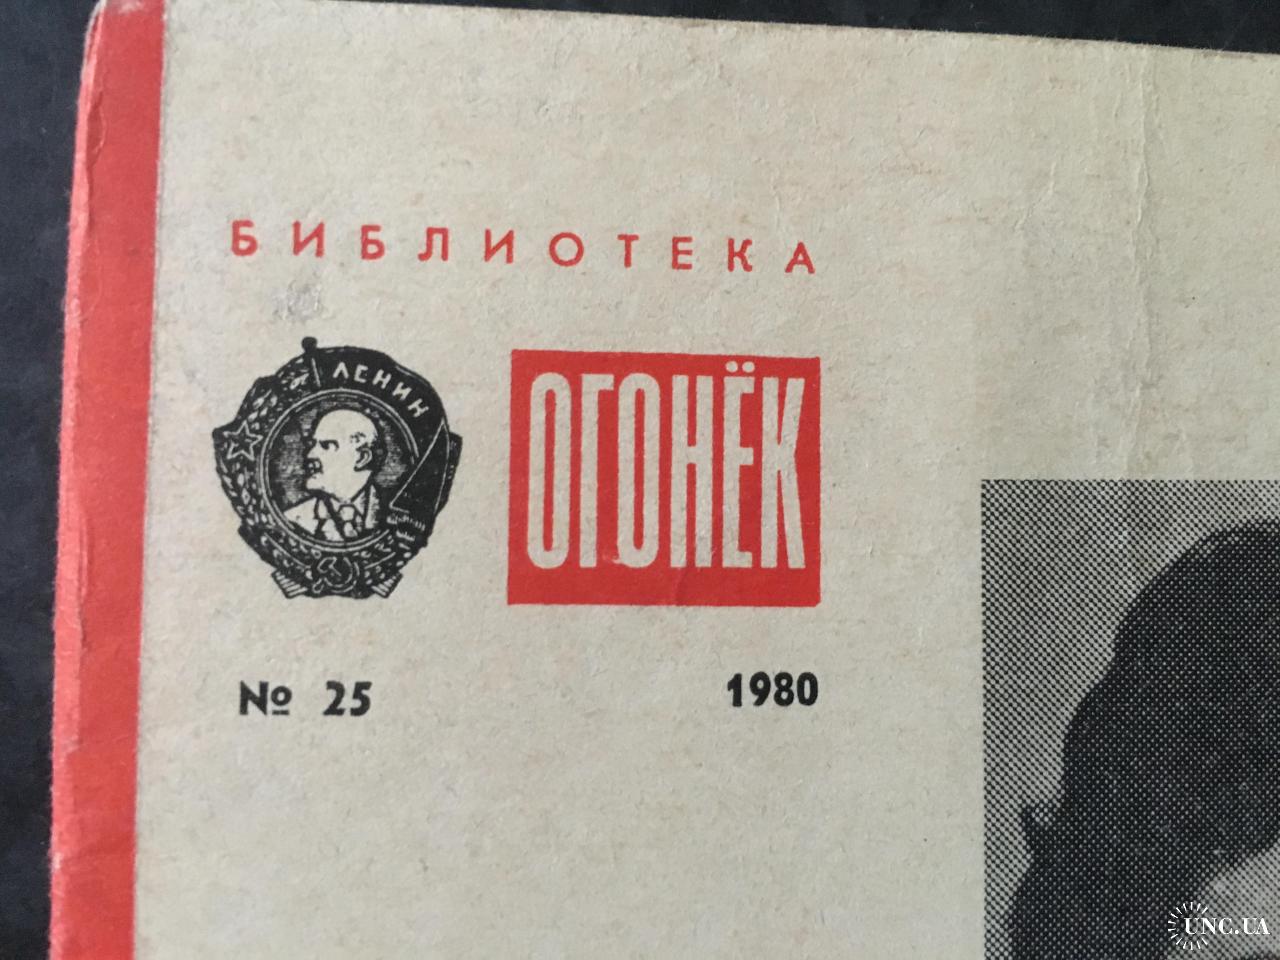 БИБЛИОТЕКА
ЛЕНИН
ОГОНЁК
№ 25
1980
UNC.UA